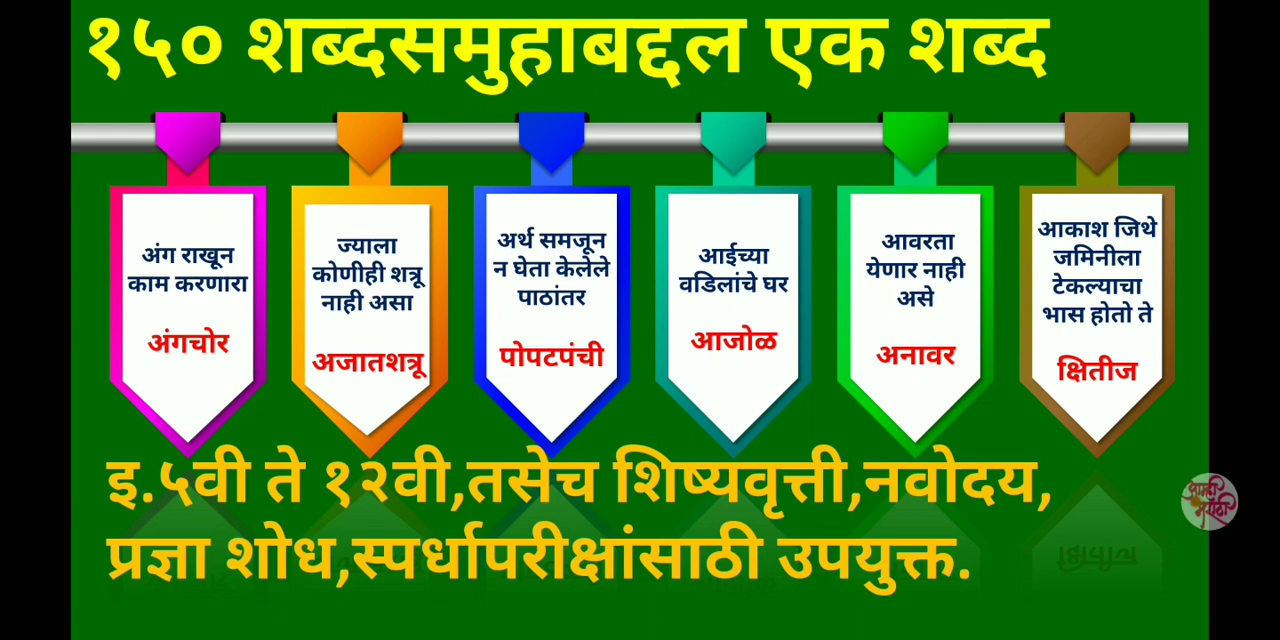 १५० शब्दसमुहाबद्दल एक शब्द
अंग राखून
काम करणारा
अंगचोर
ज्याला
कोणीही शत्रू
नाही असा
अजातशत्रू
अर्थ समजून
न घेता केलेले
पाठांतर
पोपटपंची
आईच्या
वडिलांचे घर
आजोळ
आवरता
येणार नाही
असे
अनावर
आकाश जिथे
जमिनीला
टेकल्याचा
भास होतो ते
क्षितीज
इ.५वी ते १२वी,तसेच शिष्यवृत्ती,नवोदय,
प्रज्ञा शोध,स्पर्धापरीक्षांसाठी उपयुक्त.
मराठी